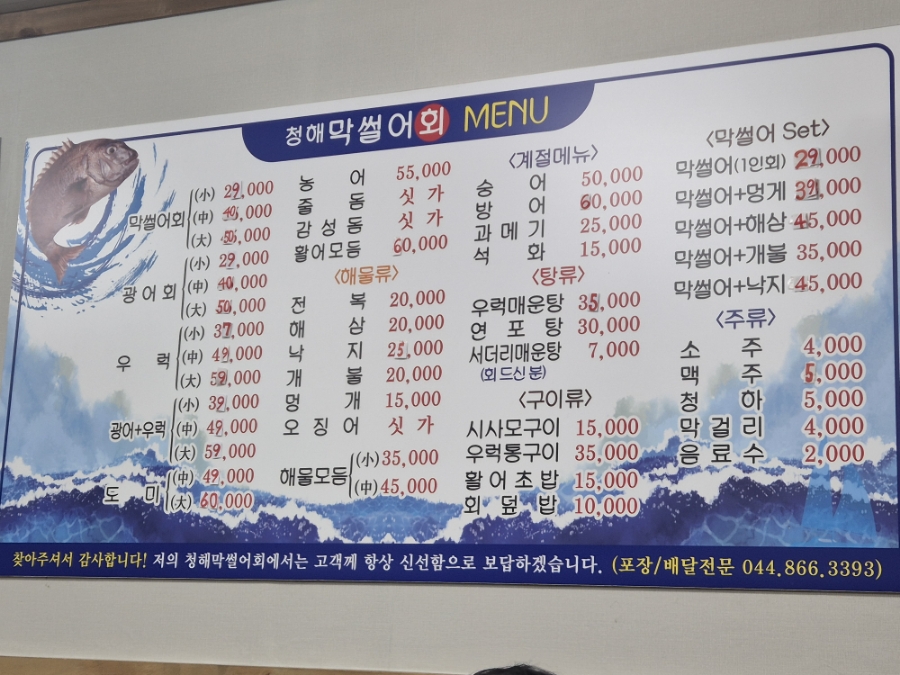 청해막썰어회 MENU
막썰어회 (小) 29,000
(中) 40,000
(大) 50,000
광어회 (小) 29,000
(中) 40,000
(大) 50,000
우럭 (小) 37,000
(中) 49,000
(大) 59,000
광어+우럭 (小) 39,000
(中) 49,000
(大) 59,000
도미 (中) 49,000
(大) 60,000
농어 55,000
줄돔 싯가
감성돔 싯가
활어모듬 60,000
<해물류>
전복 20,000
해삼 20,000
낙지 25,000
개불 20,000
멍개 15,000
오징어 싯가
해물모듬 (小) 35,000
(中) 45,000
<계절메뉴>
숭어 50,000
방어 60,000
과메기 25,000
석화 15,000
<탕류>
우럭매운탕 35,000
연포탕 30,000
서더리매운탕 7,000
(회드신분)
<구이류>
시사모구이 15,000
우럭통구이 35,000
활어초밥 15,000
회덮밥 10,000
<막썰어 Set>
막썰어(1인회) 29,000
막썰어+멍게 39,000
막썰어+해삼 45,000
막썰어+개불 35,000
막썰어+낙지 45,000
<주류>
소주 4,000
맥주 5,000
청하 5,000
막걸리 4,000
음료수 2,000
찾아주셔서 감사합니다! 저의 청해막썰어회에서는 고객께 항상 신선함으로 보답하겠습니다. (포장/배달전문 044.866.3393)